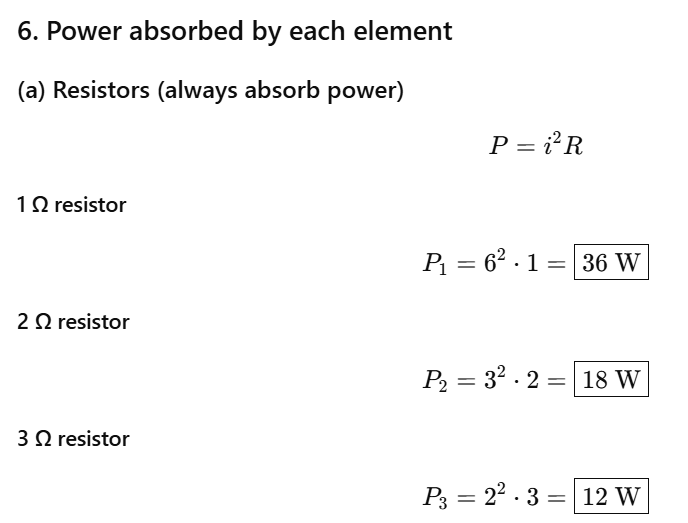 6. Power absorbed by each element
(a) Resistors (always absorb power)
P = i²R
1 Ω resistor
P₁ = 6² · 1 = 36 W
2 Ω resistor
P₂ = 3² · 2 = 18 W
3 Ω resistor
P₃ = 2² · 3 = 12 W